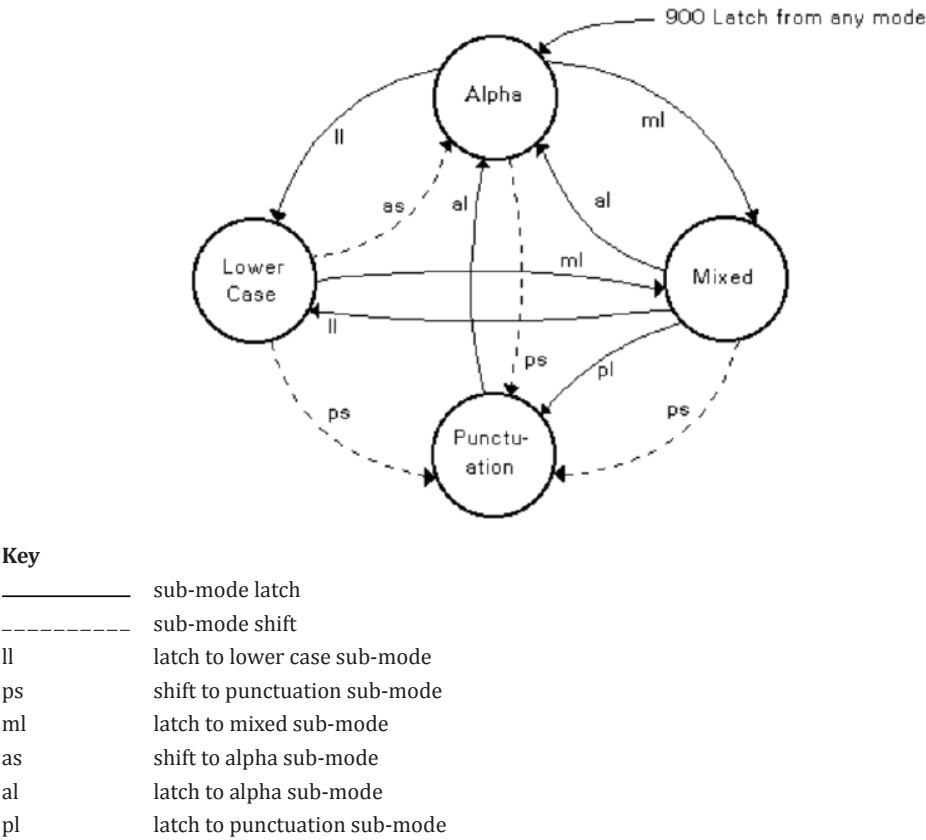 900 Latch from any mode
Alpha
ml
ll
as
al
al
Lower
Case
ml
Mixed
ll
ps
pl
ps
ps
Punctu-
ation
Key
sub-mode latch
sub-mode shift
ll latch to lower case sub-mode
ps shift to punctuation sub-mode
ml latch to mixed sub-mode
as shift to alpha sub-mode
al latch to alpha sub-mode
pl latch to punctuation sub-mode